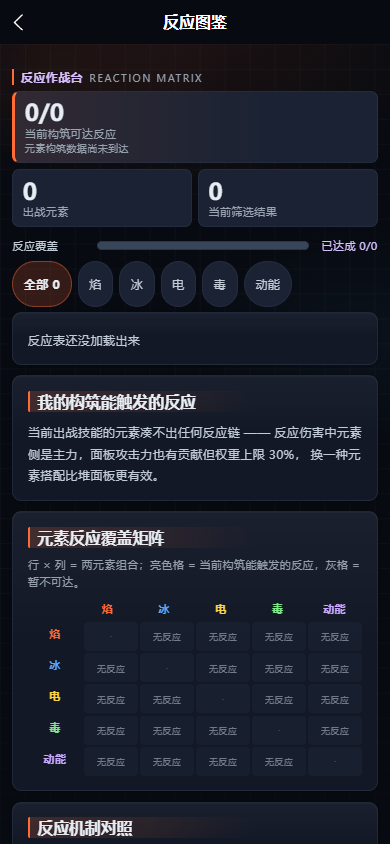 反应图鉴
反应作战台 REACTION MATRIX
0/0
当前构筑可达反应
元素构筑数据尚未到达
0
出战元素
0
当前筛选结果
反应覆盖 已达成 0/0
全部 0 焰 冰 电 毒 动能
反应表还没加载出来
我的构筑能触发的反应
当前出战技能的元素凑不出任何反应链 —— 反应伤害中元素
侧是主力，面板攻击力也有贡献但权重上限 30%， 换一种元
素搭配比堆面板更有效。
元素反应覆盖矩阵
行 × 列 = 两元素组合；亮色格 = 当前构筑能触发的反应，灰格 =
暂不可达。
焰 冰 电 毒 动能
焰 - 无反应 无反应 无反应 无反应
冰 无反应 - 无反应 无反应 无反应
电 无反应 无反应 - 无反应 无反应
毒 无反应 无反应 无反应 - 无反应
动能 无反应 无反应 无反应 无反应 -
反应机制对照